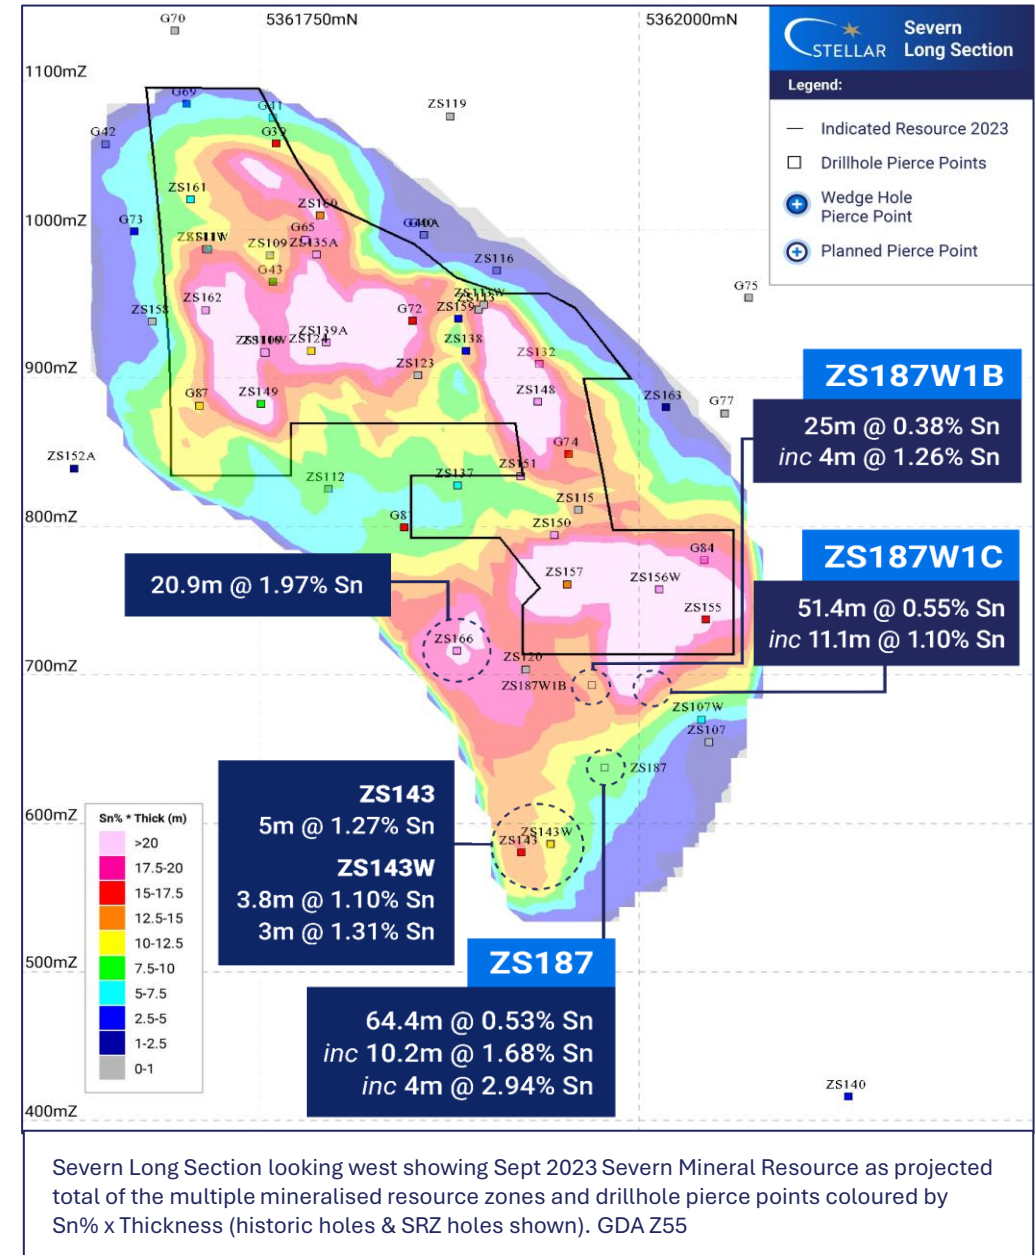 G70
5361750mN
5362000mN
STELLAR
Severn
Long Section
Legend:
Indicated Resource 2023
Drillhole Pierce Points
Wedge Hole
Pierce Point
Planned Pierce Point
1100mZ
G69
G41
ZS119
G42
G39
ZS161
ZS160
1000mZ
G73
G65
ZS109
ZS135A
ZS116
G43
G75
ZS162
ZS158
G72
ZS159
ZS113
ZS139A
ZS124
ZS138
ZS132
900mZ
ZS123
ZS148
G87
ZS149
ZS163
G77
ZS187W1B
25m @ 0.38% Sn
inc 4m @ 1.26% Sn
G74
ZS152A
ZS151
ZS112
ZS137
ZS115
800mZ
ZS150
G84
ZS187W1C
51.4m @ 0.55% Sn
inc 11.1m @ 1.10% Sn
20.9m @ 1.97% Sn
ZS157
ZS156W
ZS155
ZS166
700mZ
ZS120
ZS187W1B
ZS107W
ZS107
ZS187
ZS143
5m @ 1.27% Sn
ZS143W
3.8m @ 1.10% Sn
3m @ 1.31% Sn
600mZ
ZS143W
ZS143
Sn% * Thick (m)
>20
17.5-20
15-17.5
12.5-15
10-12.5
7.5-10
5-7.5
2.5-5
1-2.5
0-1
500mZ
ZS187
64.4m @ 0.53% Sn
inc 10.2m @ 1.68% Sn
inc 4m @ 2.94% Sn
ZS140
400mZ
Severn Long Section looking west showing Sept 2023 Severn Mineral Resource as projected
total of the multiple mineralised resource zones and drillhole pierce points coloured by
Sn% x Thickness (historic holes & SRZ holes shown). GDA Z55